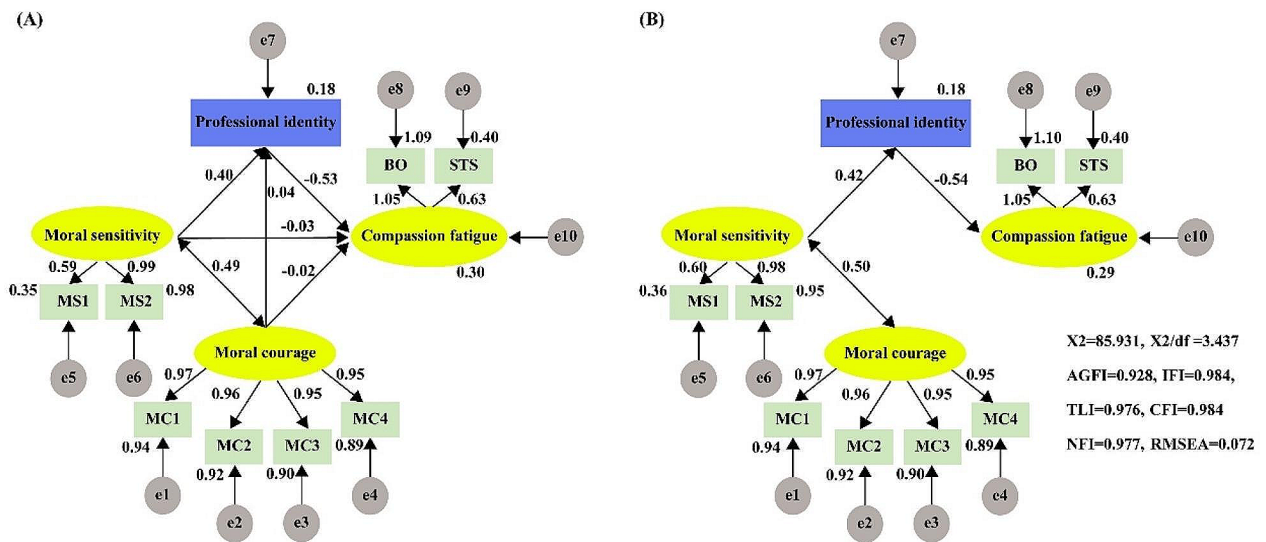 (A)
e7
0.18
Professional identity
e8
e9
1.09
0.40
BO
STS
0.40
0.04
-0.53
1.05
0.63
Moral sensitivity
-0.03
Compassion fatigue
e10
0.59
0.99
0.49
-0.02
0.30
0.35
MS1
MS2
0.98
e5
e6
Moral courage
0.97
0.96
0.95
0.95
MC1
MC2
MC3
MC4
0.94
0.92
0.90
0.89
e1
e2
e3
e4
(B)
e7
0.18
Professional identity
e8
e9
1.10
0.40
BO
STS
0.42
-0.54
1.05
0.63
Moral sensitivity
Compassion fatigue
e10
0.60
0.98
0.50
0.29
0.36
MS1
MS2
0.95
e5
e6
Moral courage
0.97
0.96
0.95
0.95
MC1
MC2
MC3
MC4
0.94
0.92
0.90
0.89
e1
e2
e3
e4
X2=85.931, X2/df =3.437
AGFI=0.928, IFI=0.984,
TLI=0.976, CFI=0.984
NFI=0.977, RMSEA=0.072